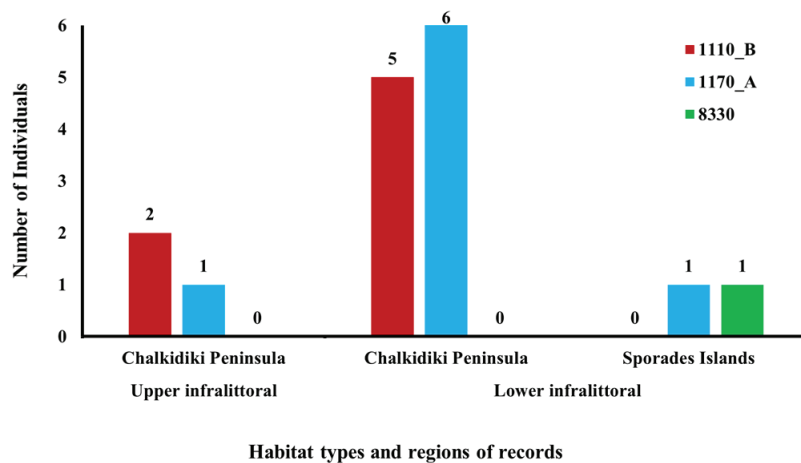 Number of Individuals
6
5
4
3
2
1
0
2
1
0
5
6
0
0
1
1
1110_B
1170_A
8330
Chalkidiki Peninsula Chalkidiki Peninsula Sporades Islands
Upper infralittoral Lower infralittoral
Habitat types and regions of records